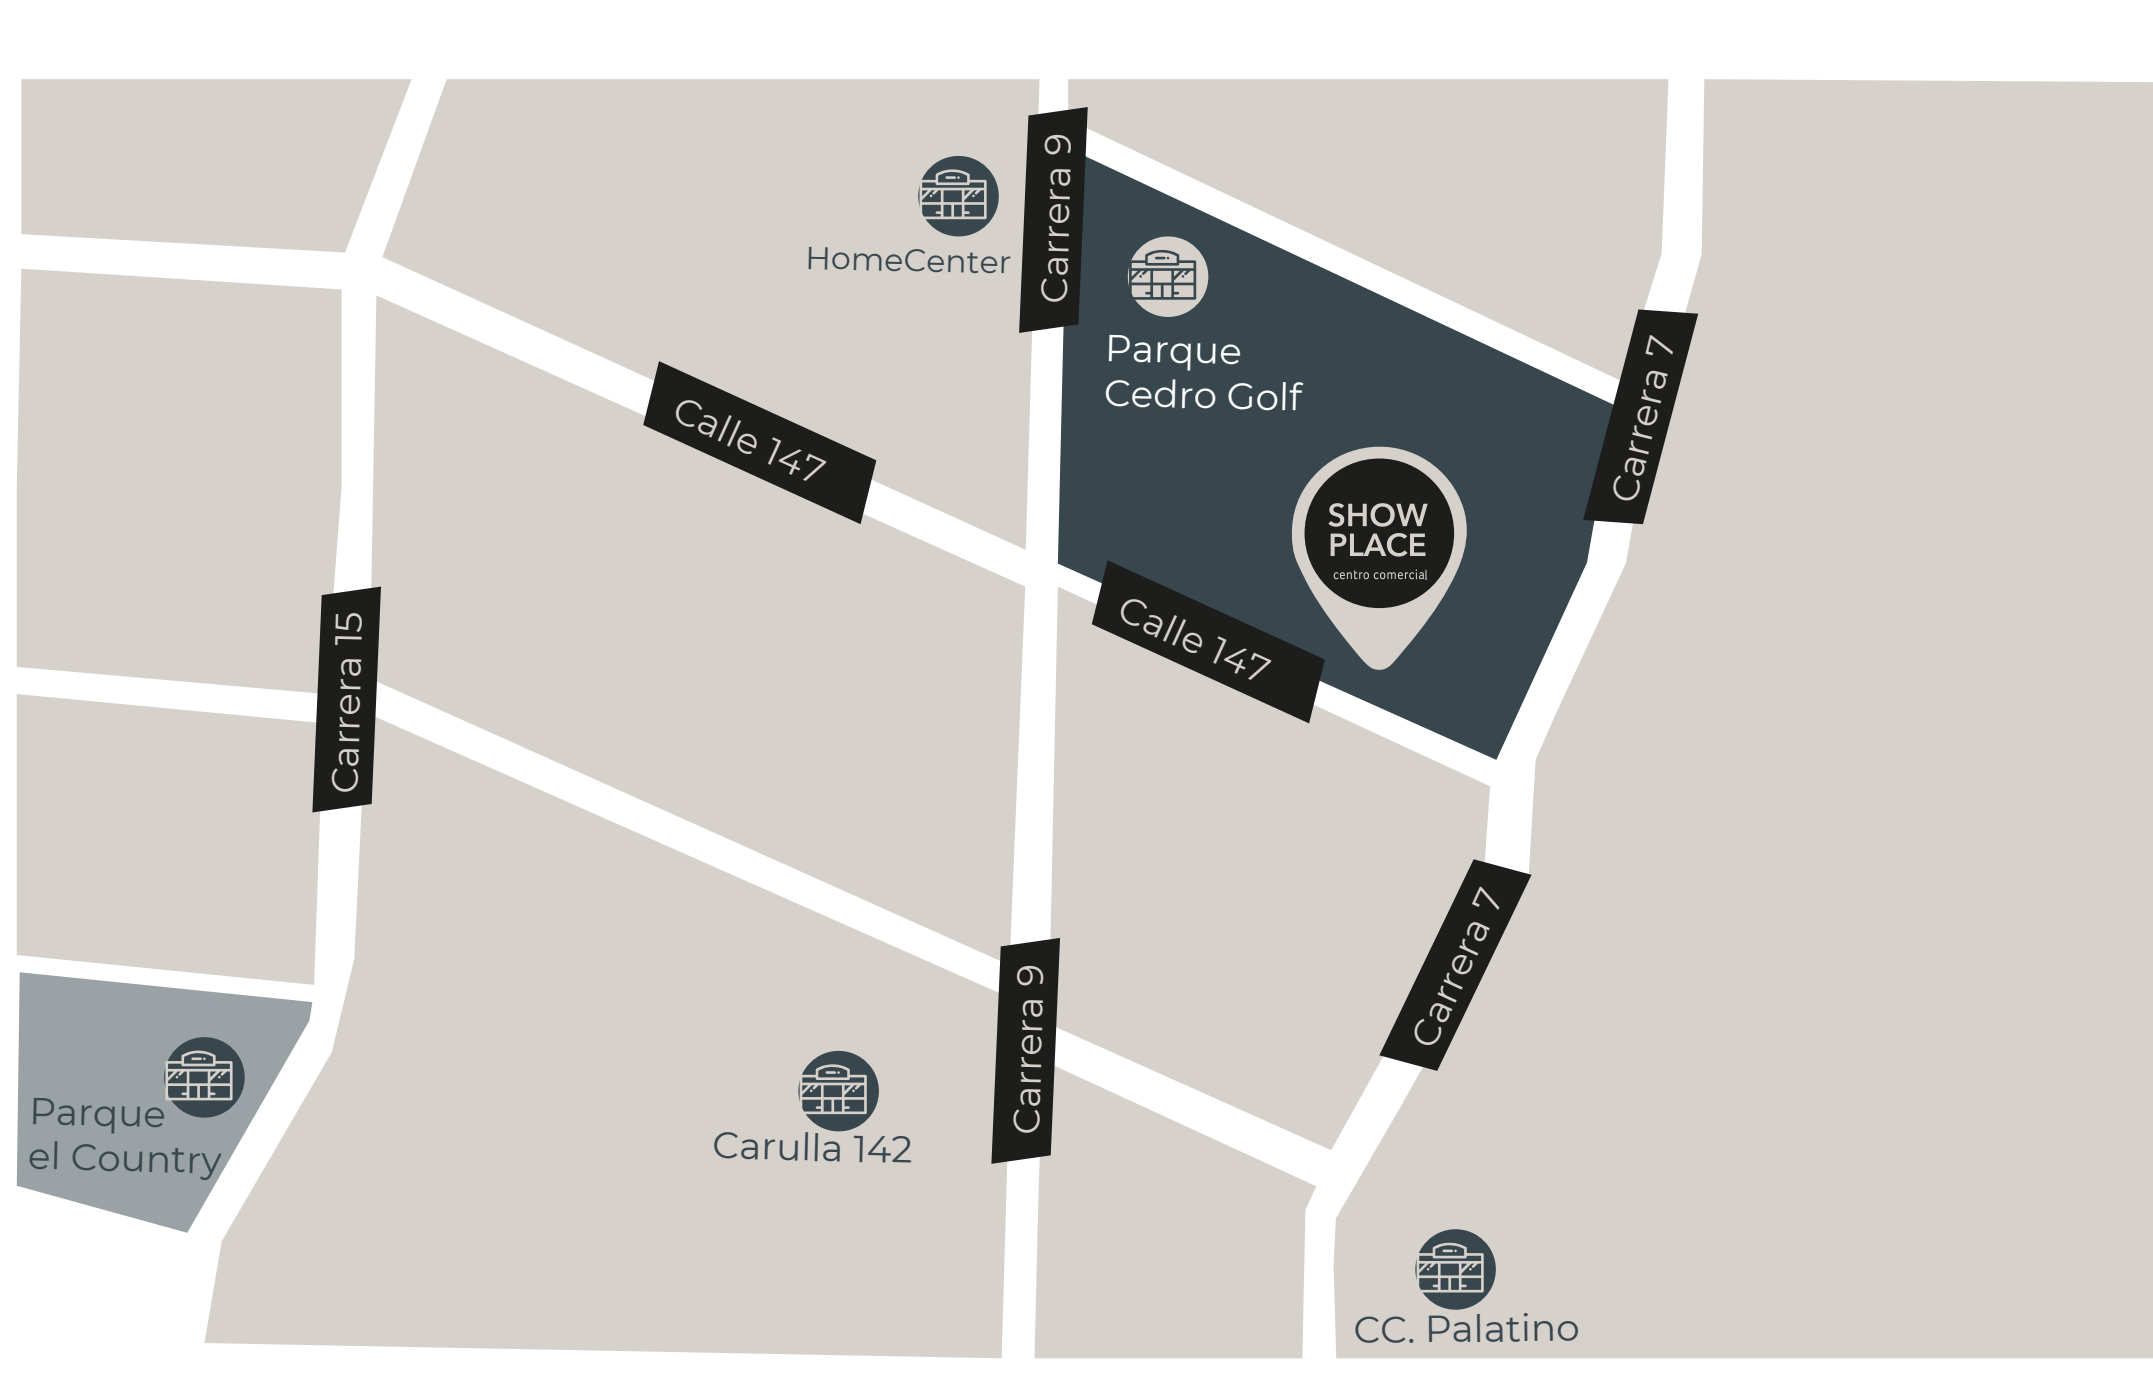 Carrera 9
HomeCenter
Parque
Cedro Golf
Carrera 7
Calle 147
SHOW
PLACE
centro comercial
Calle 147
Carrera 15
Carrera 7
Carrera 9
Parque
el Country
Carulla 142
CC. Palatino